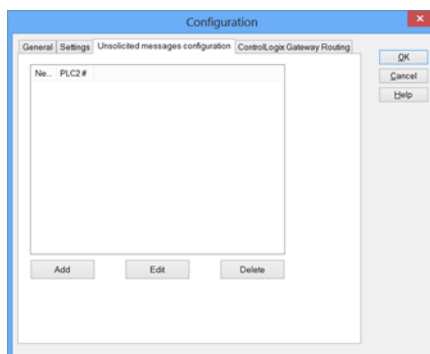 Configuration
General Settings Unsolicited messages configuration ControlLogix Gateway Routing
OK
Cancel
Help
Ne... PLC2 #
Add Edit Delete